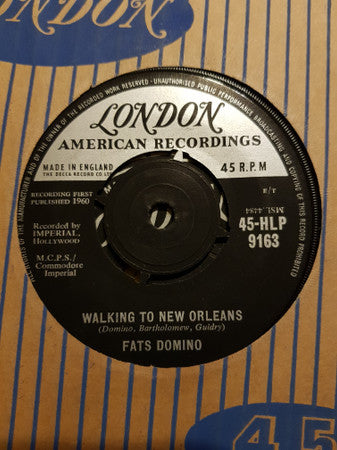 LONDON
ALL RIGHTS OF THE MANUFACTURER AND OF THE OWNER OF THE RECORDED WORK RESERVED · UNAUTHORISED PUBLIC PERFORMANCE, BROADCASTING AND COPYING OF THIS RECORD PROHIBITED.
LONDON
AMERICAN RECORDINGS
MADE IN ENGLAND
THE DECCA RECORD CO L
45 R.P.M
RECORDING FIRST
PUBLISHED 1960
E/T
MSL.4484
Recorded by
IMPERIAL,
HOLLYWOOD
45-HLP
9163
M.C.P.S./
Commodore
Imperial
WALKING TO NEW ORLEANS
(Domino, Bartholomew, Guidry)
FATS DOMINO
45